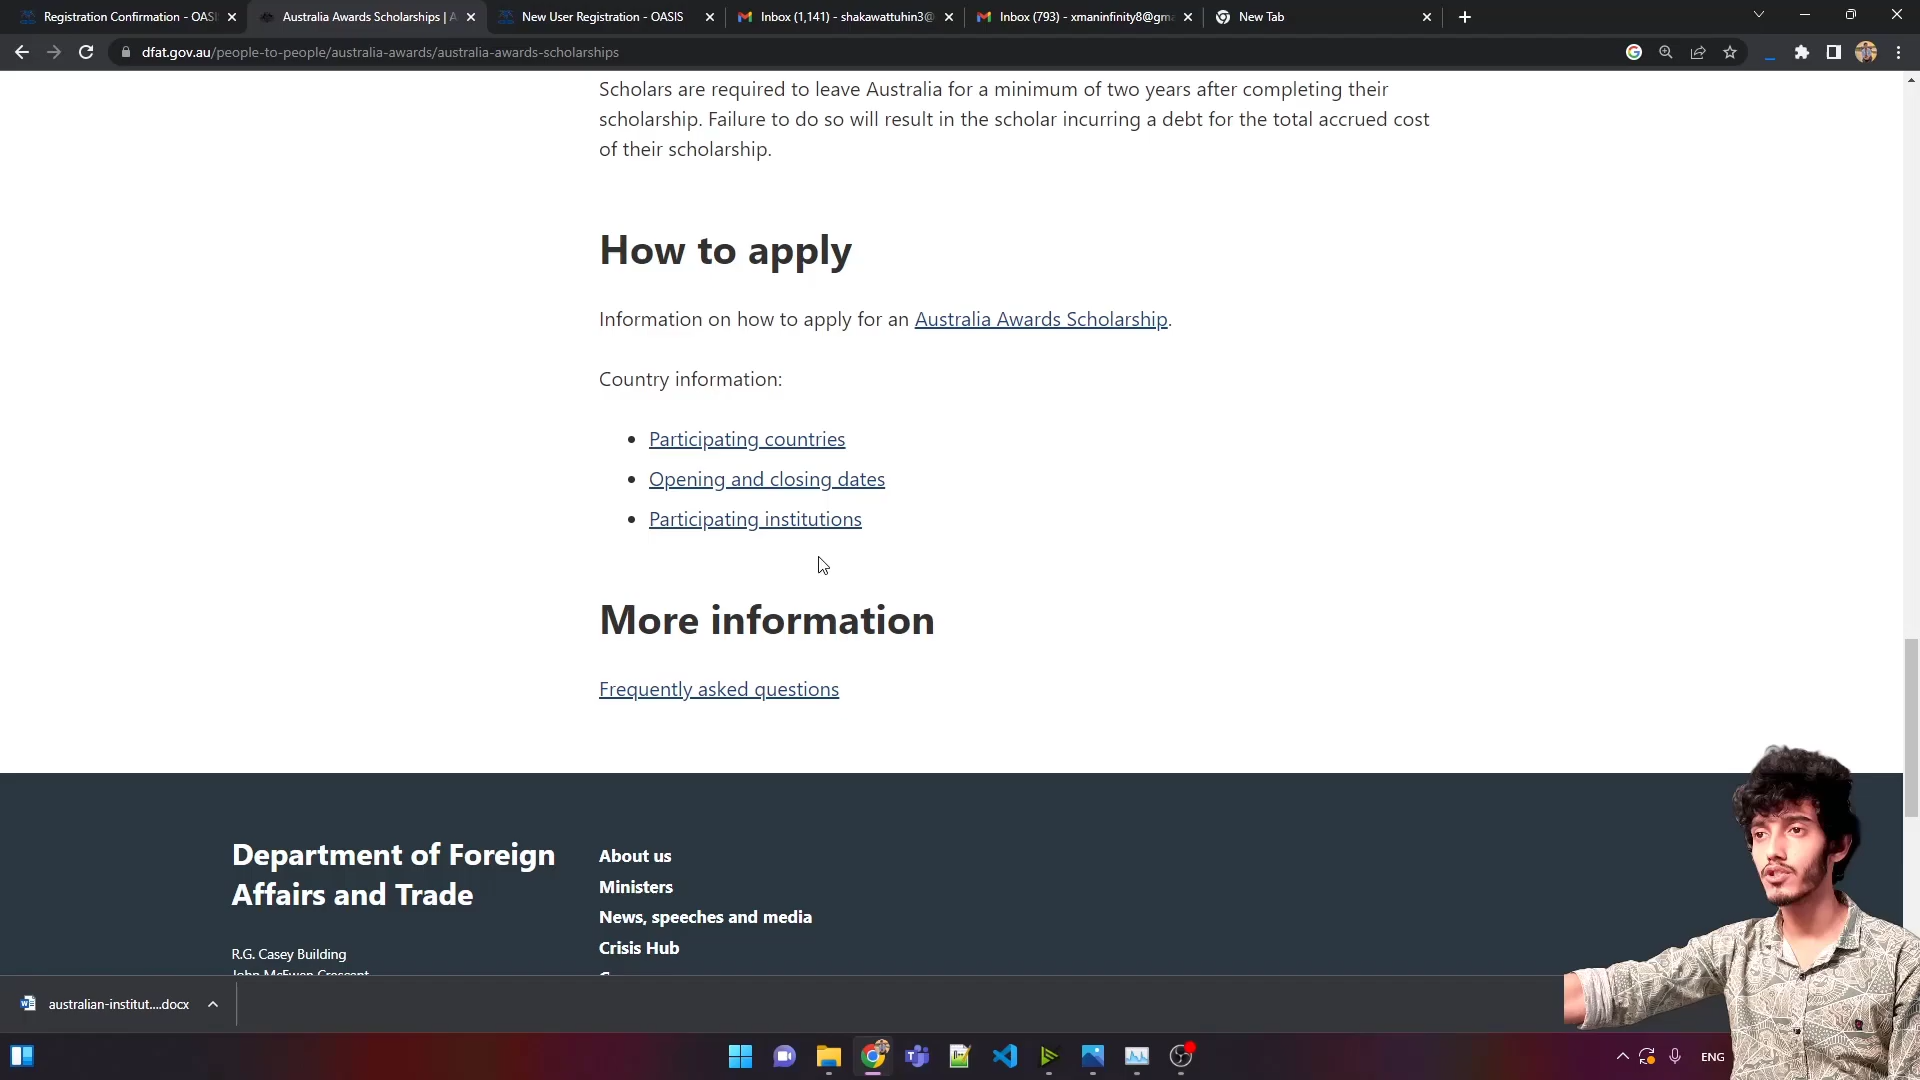 Registration Confirmation - OASI
Australia Awards Scholarships | A
New User Registration - OASIS
Inbox (1,141) - shakawattuhin3@
Inbox (793) - xmaninfinity8@gm
New Tab
dfat.gov.au/people-to-people/australia-awards/australia-awards-scholarships
Scholars are required to leave Australia for a minimum of two years after completing their
scholarship. Failure to do so will result in the scholar incurring a debt for the total accrued cost
of their scholarship.
How to apply
Information on how to apply for an Australia Awards Scholarship.
Country information:
• Participating countries
• Opening and closing dates
• Participating institutions
More information
Frequently asked questions
Department of Foreign
Affairs and Trade
R.G. Casey Building
John McEwen Crescent
About us
Ministers
News, speeches and media
Crisis Hub
australian-institut....docx
ENG